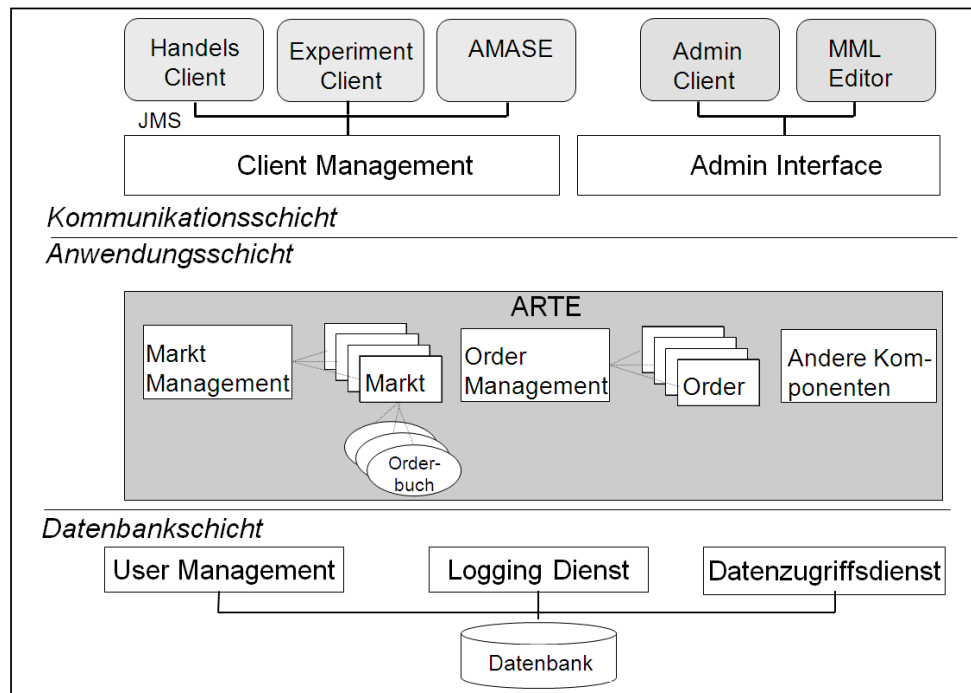 Handels
Client
Experiment
Client
AMASE
Admin
Client
MML
Editor
JMS
Client Management
Admin Interface
Kommunikationsschicht
Anwendungsschicht
ARTE
Markt
Management
Markt
Order-
buch
Order
Management
Order
Andere Kom-
ponenten
Datenbankschicht
User Management
Logging Dienst
Datenzugriffsdienst
Datenbank